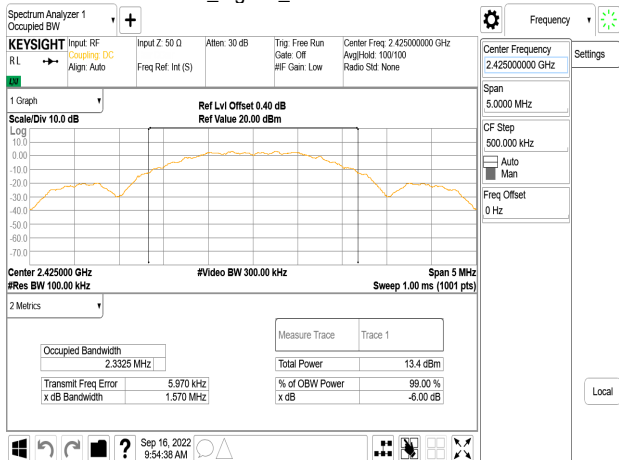 Spectrum Analyzer 1
Occupied BW
Frequency
KEYSIGHT
R L
LXI
Input: RF
Coupling: DC
Align: Auto
Input Z: 50 Ω
Freq Ref: Int (S)
Atten: 30 dB
Trig: Free Run
Gate: Off
#IF Gain: Low
Center Freq: 2.425000000 GHz
Avg|Hold: 100/100
Radio Std: None
Center Frequency
2.425000000 GHz
Settings
Span
5.0000 MHz
CF Step
500.000 kHz
Auto
Man
Freq Offset
0 Hz
Local
1 Graph
Scale/Div 10.0 dB
Ref Lvl Offset 0.40 dB
Ref Value 20.00 dBm
Log
10.0
0.00
-10.0
-20.0
-30.0
-40.0
-50.0
-60.0
-70.0
Center 2.425000 GHz
#Video BW 300.00 kHz
Span 5 MHz
#Res BW 100.00 kHz
Sweep 1.00 ms (1001 pts)
2 Metrics
Measure Trace Trace 1
Occupied Bandwidth
2.3325 MHz
Total Power 13.4 dBm
Transmit Freq Error 5.970 kHz
% of OBW Power 99.00 %
x dB Bandwidth 1.570 MHz
x dB -6.00 dB
?
Sep 16, 2022
9:54:38 AM